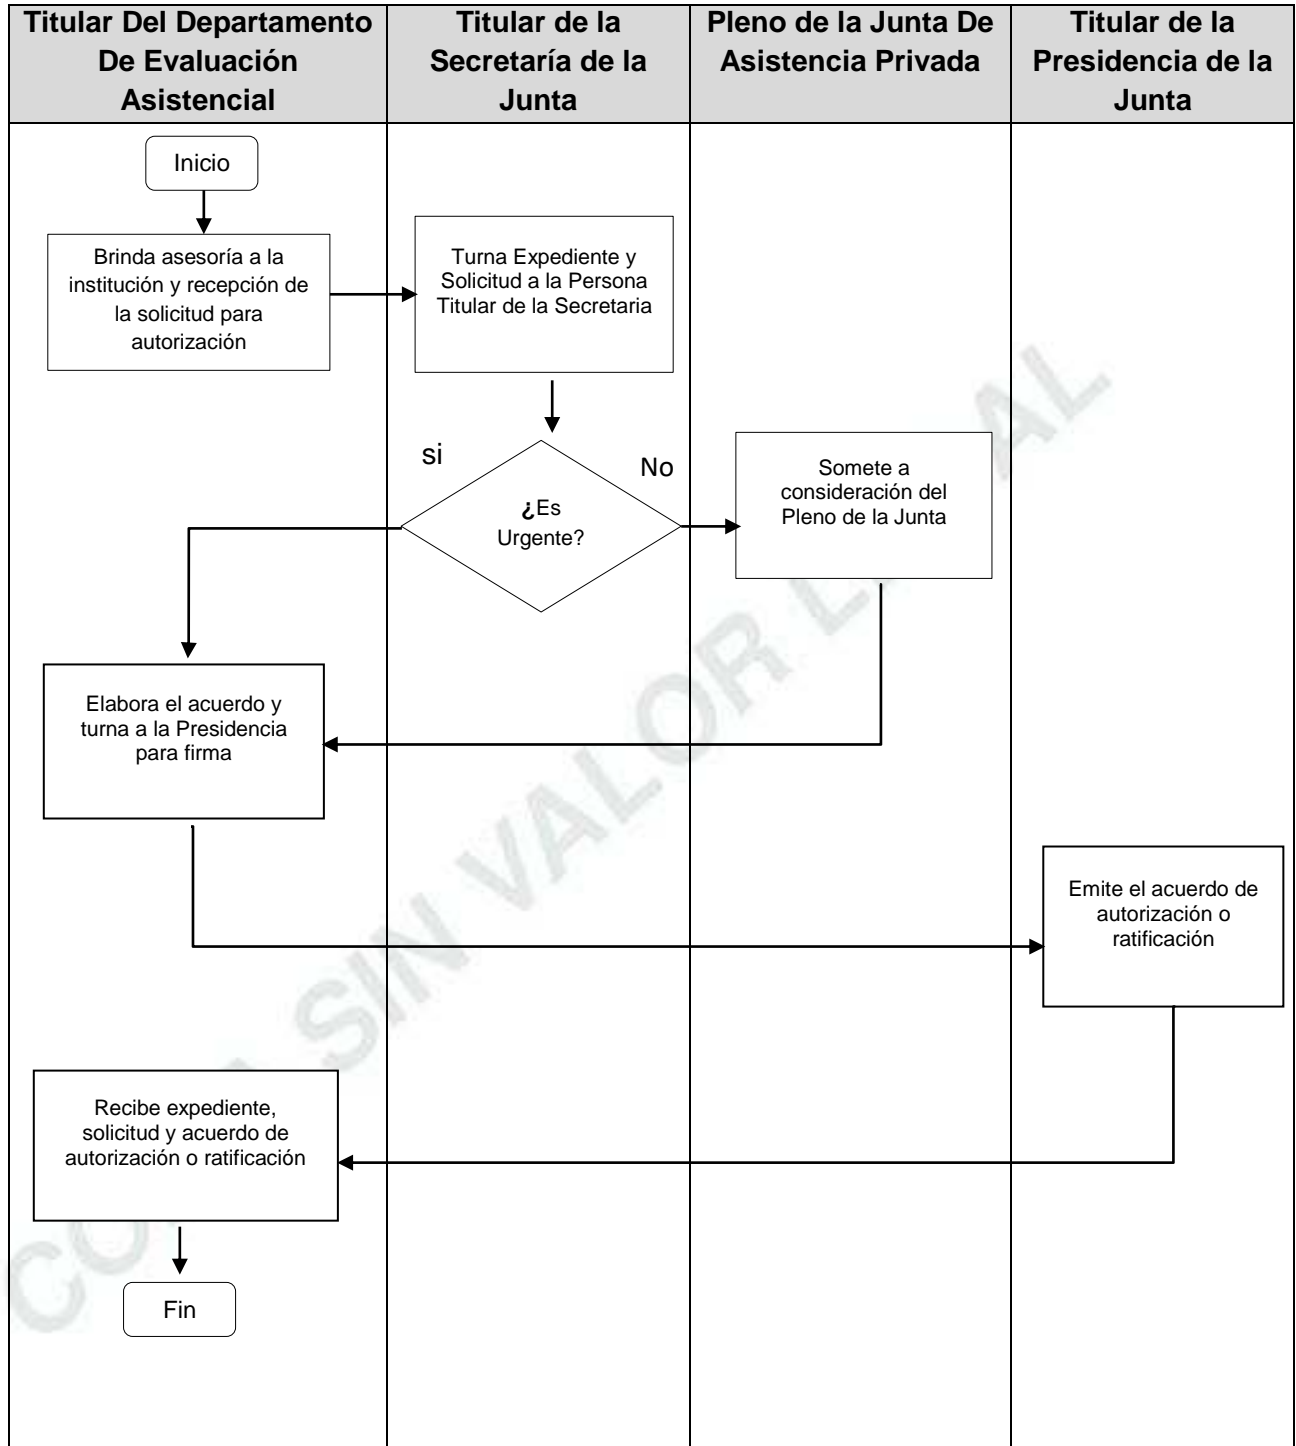 Titular Del Departamento
De Evaluación
Asistencial
Titular de la
Secretaría de la
Junta
Pleno de la Junta De
Asistencia Privada
Titular de la
Presidencia de la
Junta
Inicio
Brinda asesoría a la
institución y recepción de
la solicitud para
autorización
Turna Expediente y
Solicitud a la Persona
Titular de la Secretaria
si
¿Es
Urgente?
No
Somete a
consideración del
Pleno de la Junta
Elabora el acuerdo y
turna a la Presidencia
para firma
Emite el acuerdo de
autorización o
ratificación
Recibe expediente,
solicitud y acuerdo de
autorización o ratificación
Fin
SIN VALOR